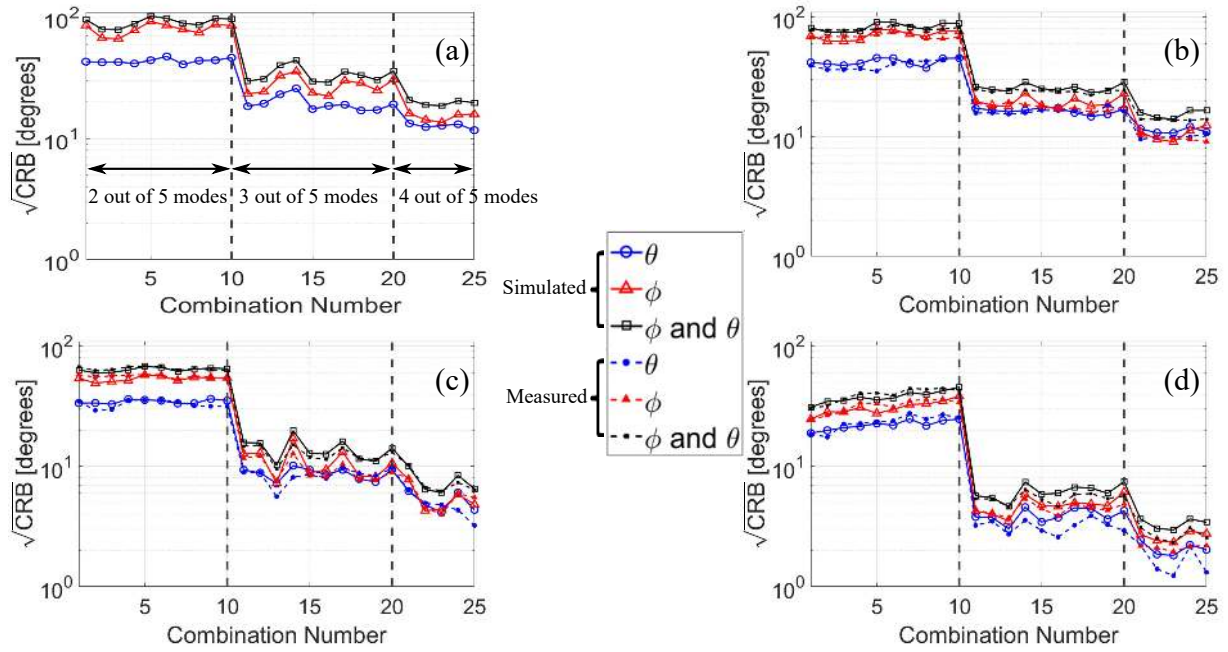 (a)
√CRB [degrees]
10²
10¹
10⁰
2 out of 5 modes
3 out of 5 modes
4 out of 5 modes
5 10 15 20 25
Combination Number
(b)
√CRB [degrees]
10²
10¹
10⁰
5 10 15 20 25
Combination Number
Simulated
θ
ϕ
ϕ and θ
Measured
θ
ϕ
ϕ and θ
(c)
√CRB [degrees]
10²
10¹
10⁰
5 10 15 20 25
Combination Number
(d)
√CRB [degrees]
10²
10¹
10⁰
5 10 15 20 25
Combination Number